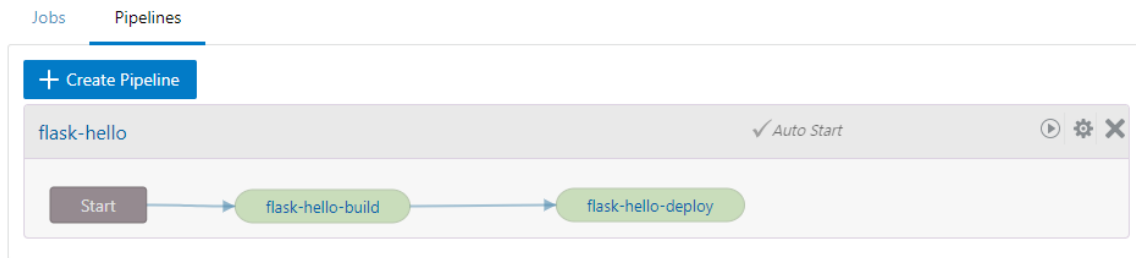 Jobs Pipelines
Create Pipeline
flask-hello Auto Start
Start flask-hello-build flask-hello-deploy